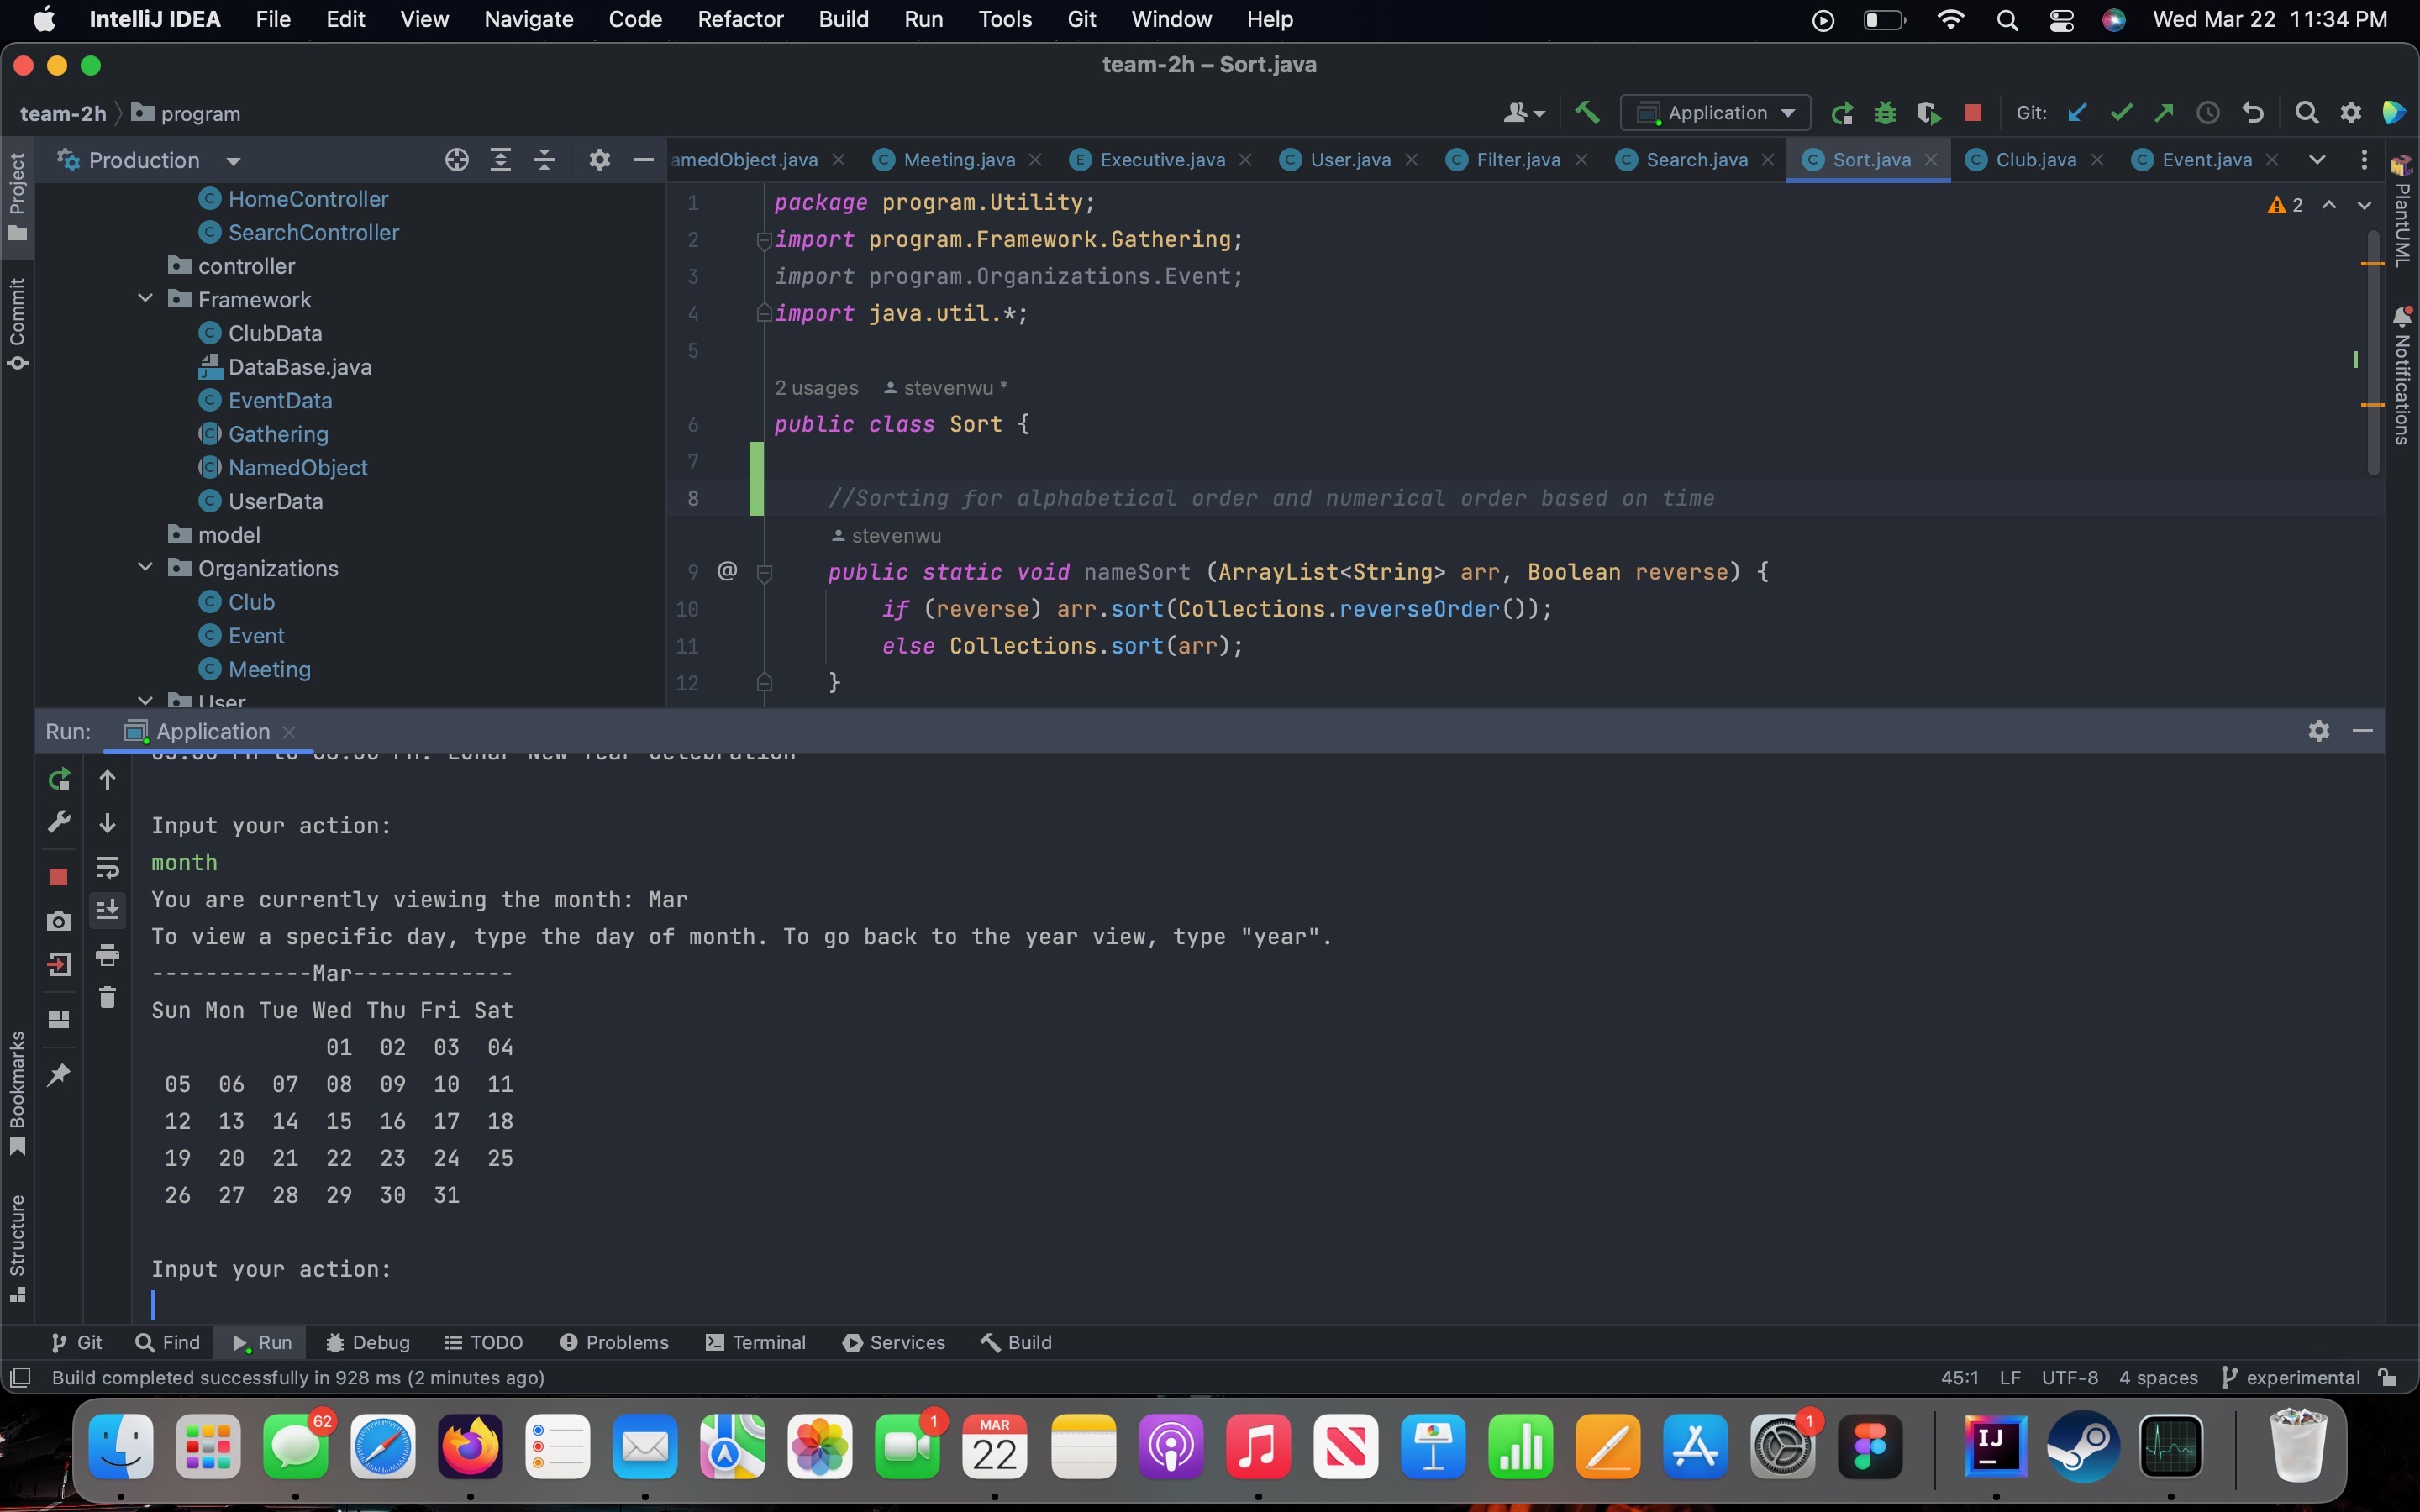 IntelliJ IDEA File Edit View Navigate Code Refactor Build Run Tools Git Window Help Wed Mar 22 11:34 PM
team-2h – Sort.java
team-2h program Application Git:
Production
amedObject.java Meeting.java Executive.java User.java Filter.java Search.java Sort.java Club.java Event.java
Project
Commit
HomeController
SearchController
controller
Framework
ClubData
DataBase.java
EventData
Gathering
NamedObject
UserData
model
Organizations
Club
Event
Meeting
User
1 package program.Utility;
2 import program.Framework.Gathering;
3 import program.Organizations.Event;
4 import java.util.*;
5
2 usages stevenwu *
6 public class Sort {
7
8 //Sorting for alphabetical order and numerical order based on time
stevenwu
9 @ public static void nameSort (ArrayList<String> arr, Boolean reverse) {
10 if (reverse) arr.sort(Collections.reverseOrder());
11 else Collections.sort(arr);
12 }
2
PlantUML
Notifications
Run: Application
Lunar New Year Celebration
Input your action:
month
You are currently viewing the month: Mar
To view a specific day, type the day of month. To go back to the year view, type "year".
------------Mar------------
Sun Mon Tue Wed Thu Fri Sat
01 02 03 04
05 06 07 08 09 10 11
12 13 14 15 16 17 18
19 20 21 22 23 24 25
26 27 28 29 30 31
Input your action:
Bookmarks
Structure
Git Find Run Debug TODO Problems Terminal Services Build
Build completed successfully in 928 ms (2 minutes ago) 45:1 LF UTF-8 4 spaces experimental
62
1
MAR
22
1
IJ